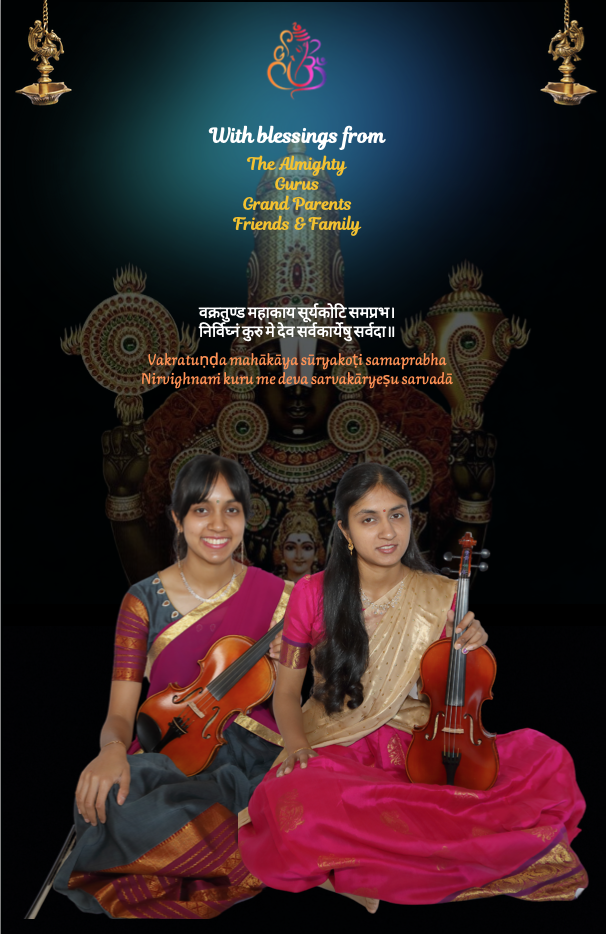 With blessings from
The Almighty
Gurus
Grand Parents
Friends & Family
वक्रतुण्ड महाकाय सूर्यकोटि समप्रभ।
निर्विघ्नं कुरु मे देव सर्वकार्येषु सर्वदा॥
Vakratuṇḍa mahākāya sūryakoṭi samaprabha
Nirvighnaṁ kuru me deva sarvakāryeṣu sarvadā